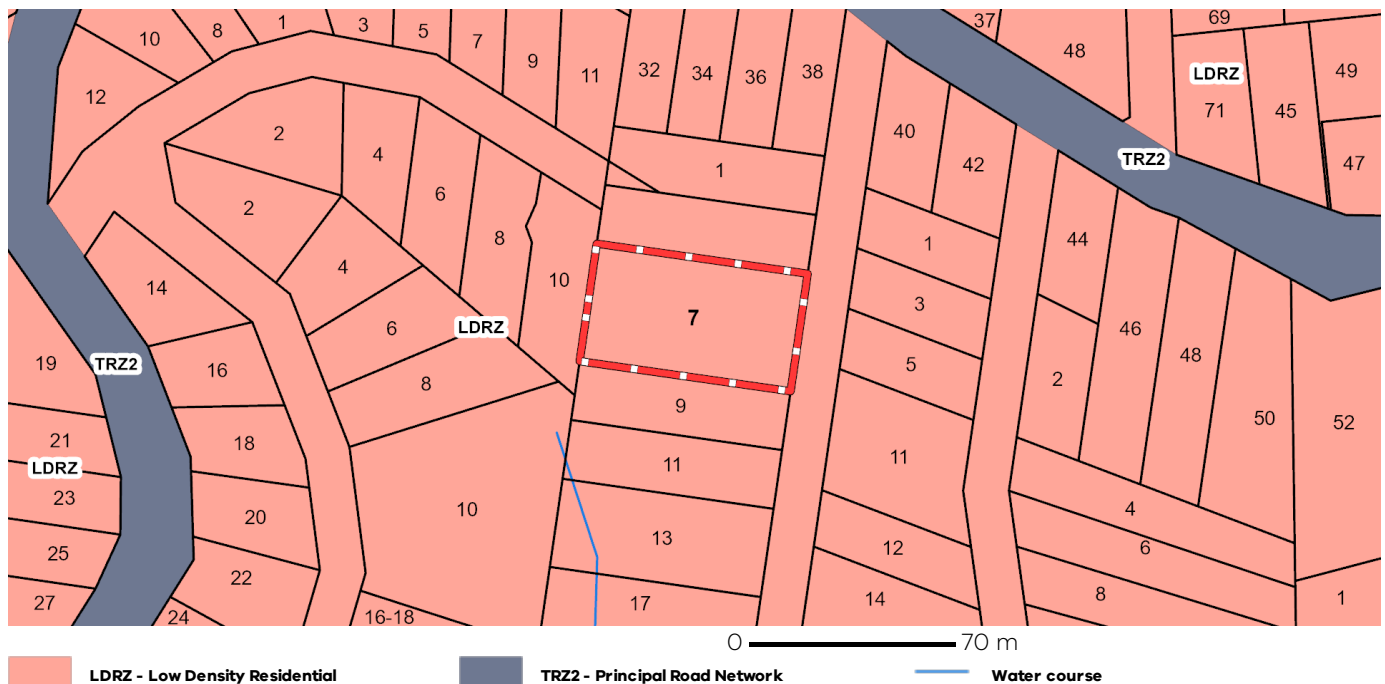 10 8 1 3 5 7 9 11 32 34 36 38 37 48 69
LDRZ 49
12 71 45
2 4 40 42 TRZ2 47
1
2 6 8 44 1
14 4 10 7 3 46
19 TRZ2 16 6 LDRZ 5 2 48
8 9 50 52
21 18 11 11
LDRZ
23 20 10 13 4
25 22 12 6
27 24 16-18 17 14 8 1
0 70 m
LDRZ - Low Density Residential TRZ2 - Principal Road Network Water course